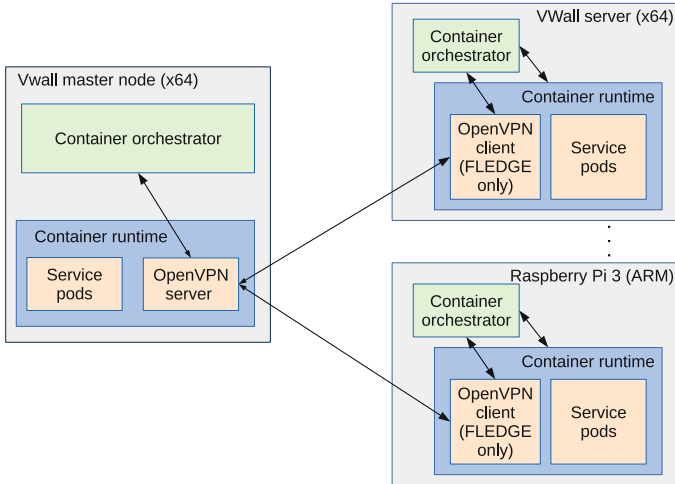 Vwall master node (x64)
Container orchestrator
Container runtime
Service
pods
OpenVPN
server
VWall server (x64)
Container
orchestrator
Container runtime
OpenVPN
client
(FLEDGE
only)
Service
pods
Raspberry Pi 3 (ARM)
Container
orchestrator
Container runtime
OpenVPN
client
(FLEDGE
only)
Service
pods